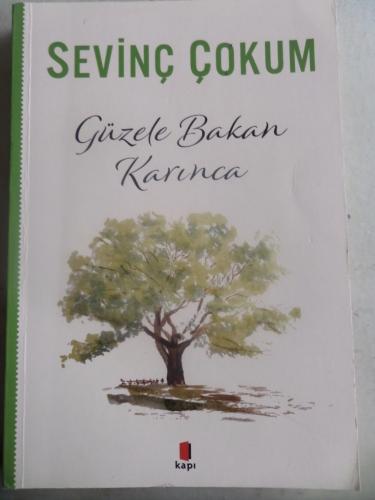 SEVİNÇ ÇOKUM
Güzele Bakan
Karınca
kapı